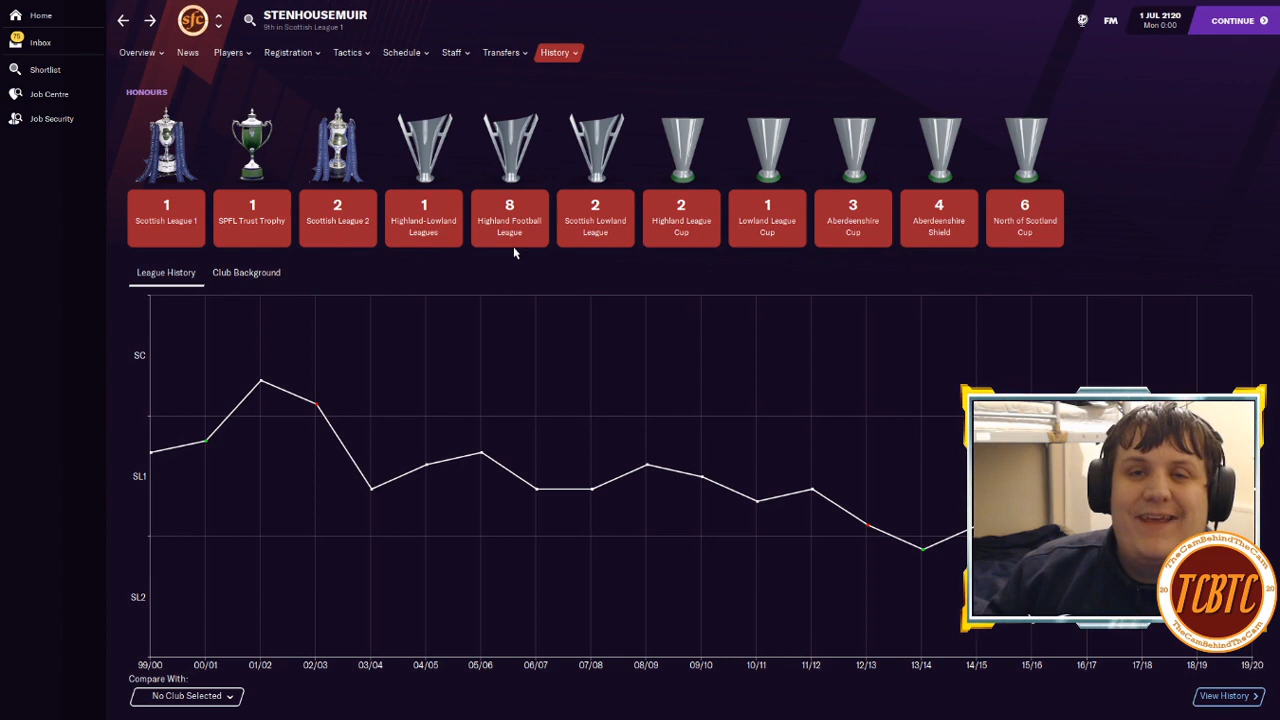 Home
75
Inbox
Shortlist
Job Centre
Job Security
sfc
STENHOUSEMUIR
9th in Scottish League 1
FM
1 JUL 2120
Mon 0:00
CONTINUE
Overview
News
Players
Registration
Tactics
Schedule
Staff
Transfers
History
HONOURS
1
Scottish League 1
1
SPFL Trust Trophy
2
Scottish League 2
1
Highland-Lowland
Leagues
8
Highland Football
League
2
Scottish Lowland
League
2
Highland League
Cup
1
Lowland League
Cup
3
Aberdeenshire
Cup
4
Aberdeenshire
Shield
6
North of Scotland
Cup
League History
Club Background
SC
SL1
SL2
99/00 00/01 01/02 02/03 03/04 04/05 05/06 06/07 07/08 08/09 09/10 10/11 11/12 12/13 13/14 14/15 15/16 16/17 17/18 18/19 19/20
TheCamBehindTheCam
20 TCBTC 20
TheCamBehindTheCam
Compare With:
No Club Selected
View History